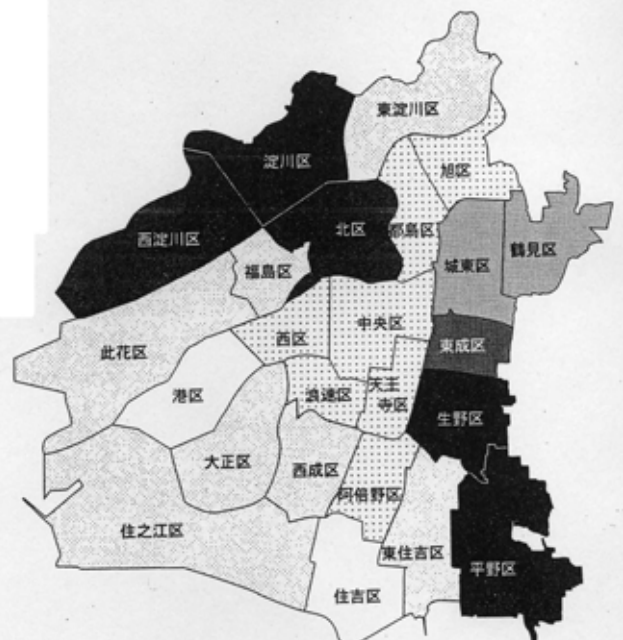 東淀川区
淀川区
旭区
北区
都島区
西淀川区
鶴見区
城東区
福島区
中央区
西区
東成区
此花区
天王
寺区
港区
浪速区
生野区
大正区
西成区
阿倍野区
住之江区
東住吉区
平野区
住吉区